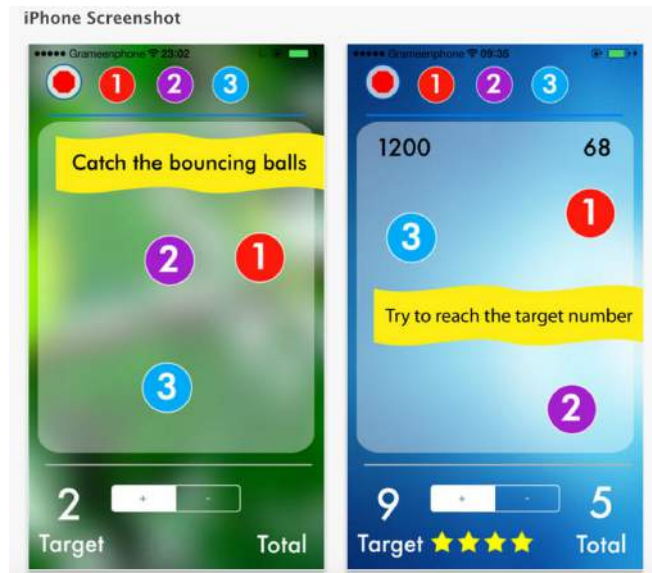 iPhone Screenshot
Grameenphone 23:02
1 2 3
Catch the bouncing balls
2 1
3
2 + -
Target Total
Grameenphone 09:35
1 2 3
1200 68
1
3
Try to reach the target number
2
9 + - 5
Target Total